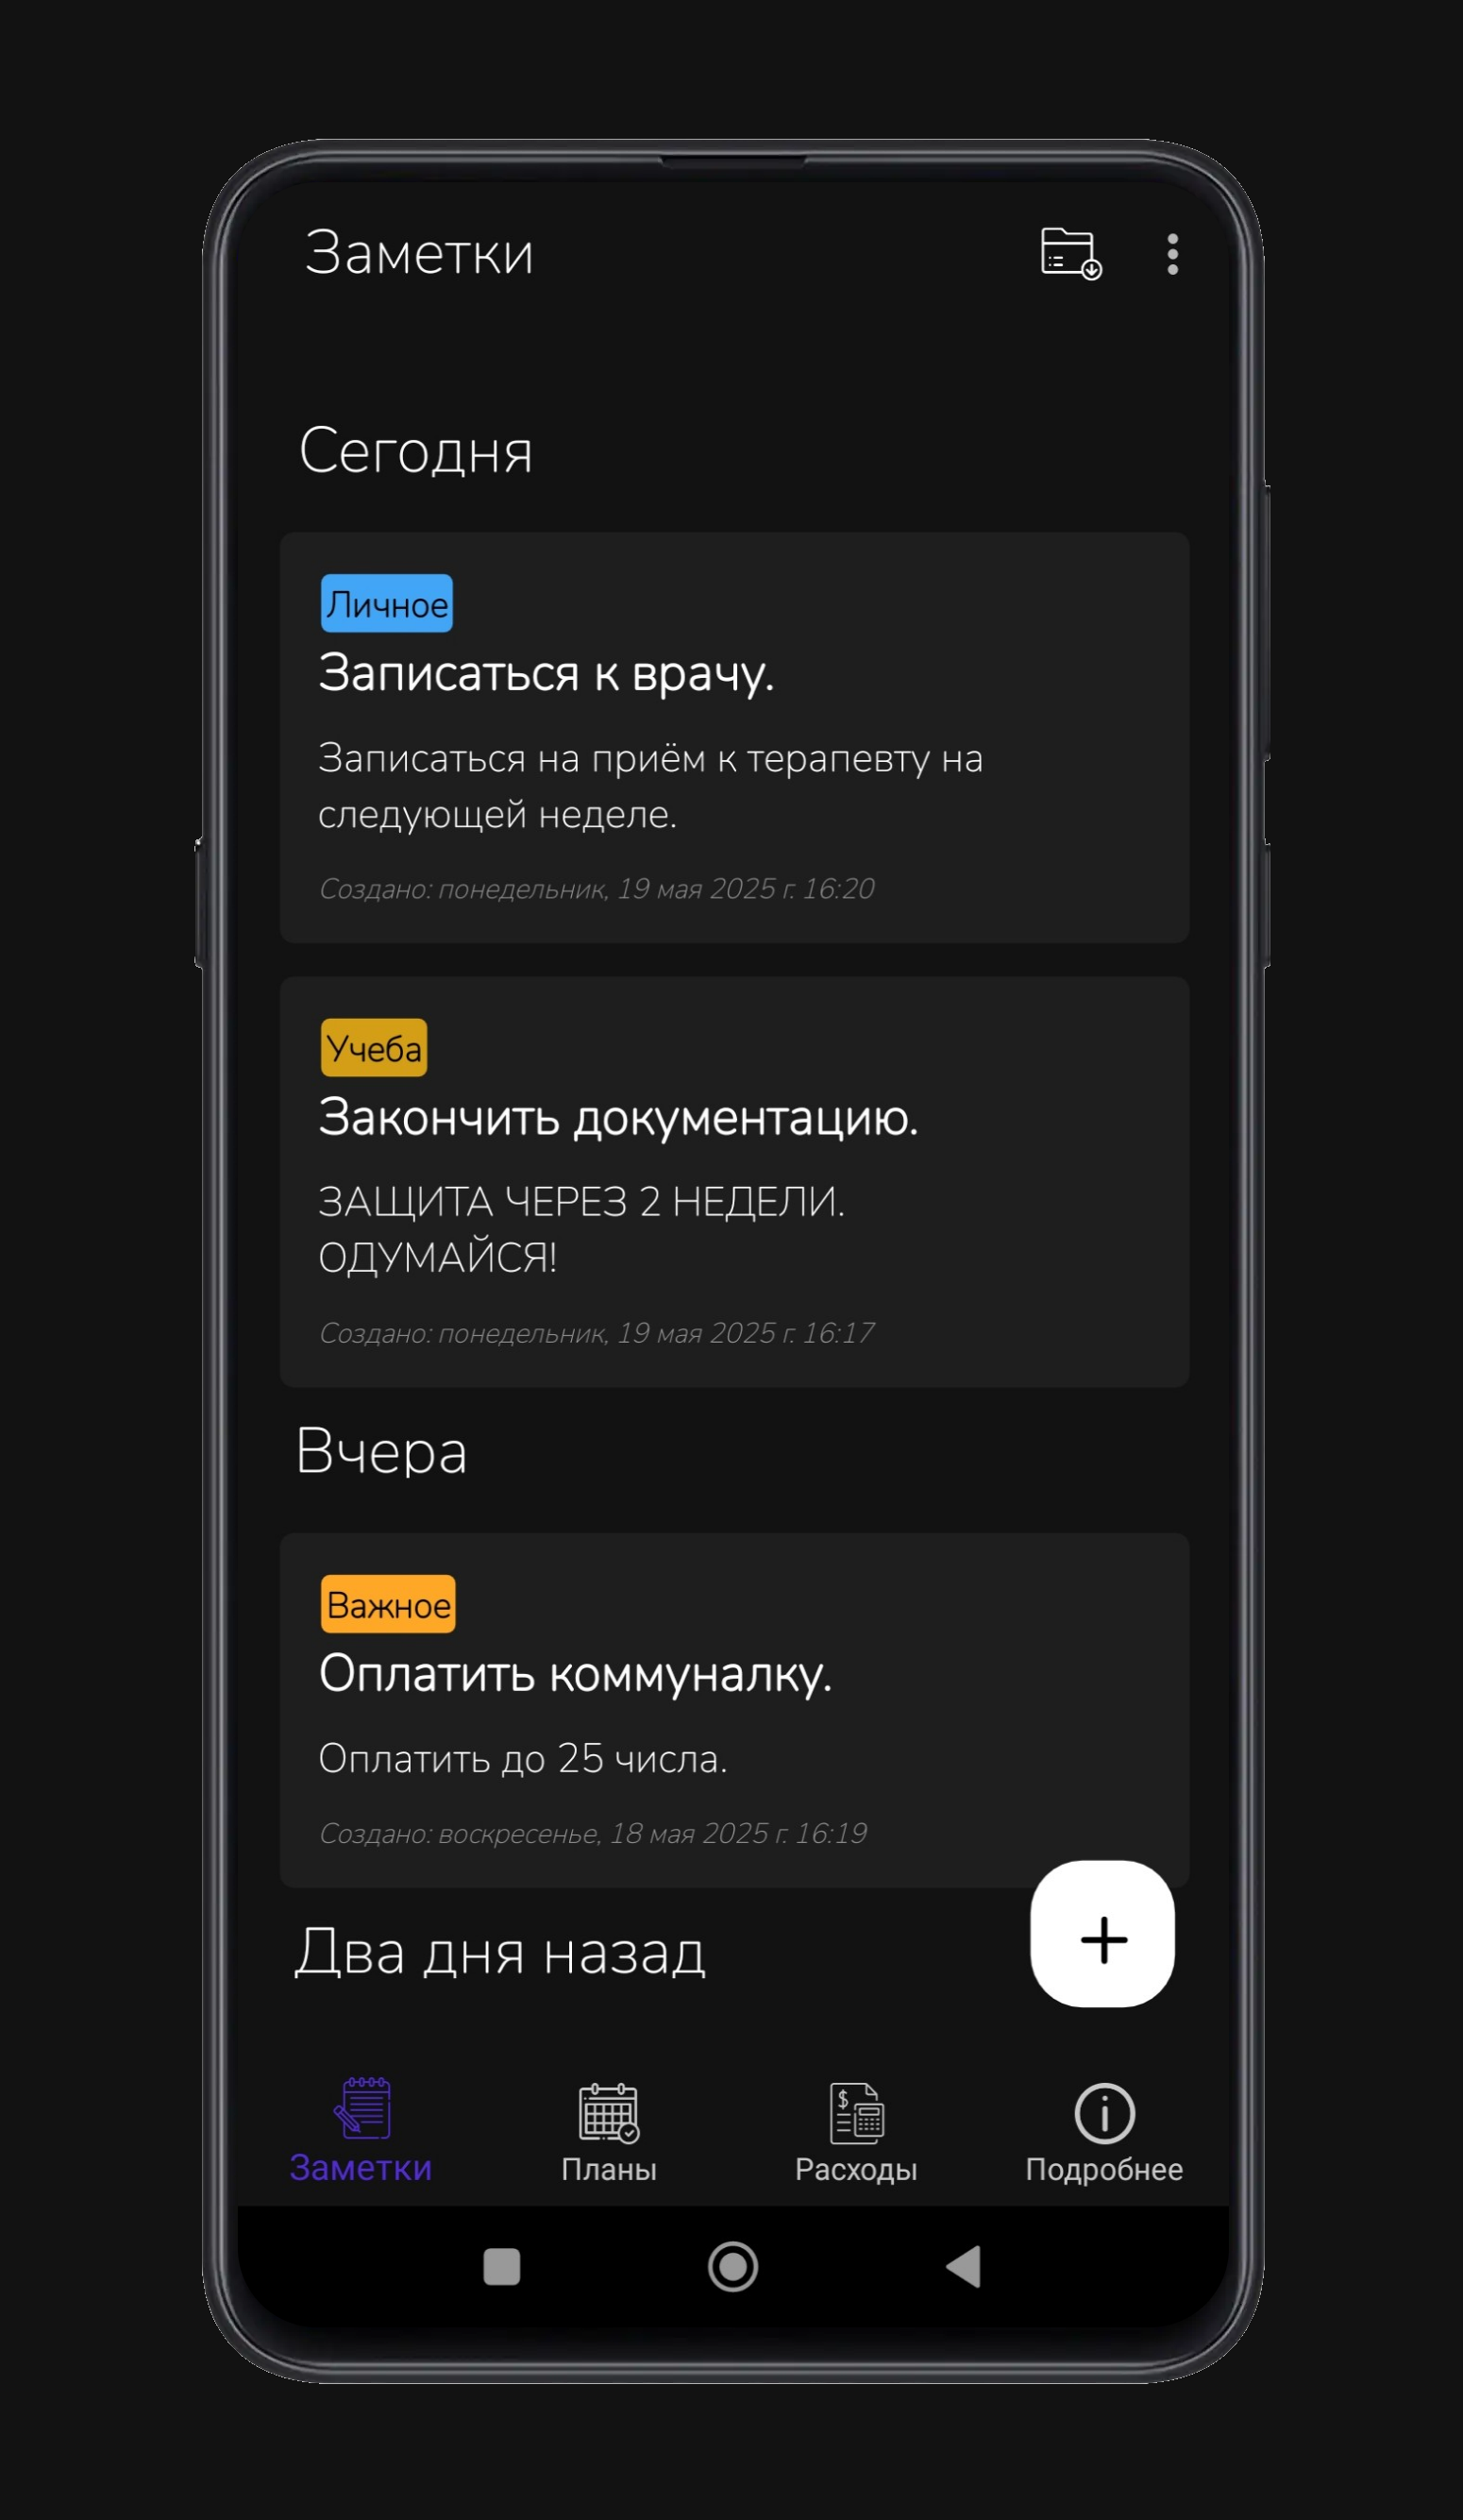 Заметки
Сегодня
Личное
Записаться к врачу.
Записаться на приём к терапевту на
следующей неделе.
Создано: понедельник, 19 мая 2025 г. 16:20
Учеба
Закончить документацию.
ЗАЩИТА ЧЕРЕЗ 2 НЕДЕЛИ.
ОДУМАЙСЯ!
Создано: понедельник, 19 мая 2025 г. 16:17
Вчера
Важное
Оплатить коммуналку.
Оплатить до 25 числа.
Создано: воскресенье, 18 мая 2025 г. 16:19
Два дня назад
Заметки
Планы
Расходы
Подробнее